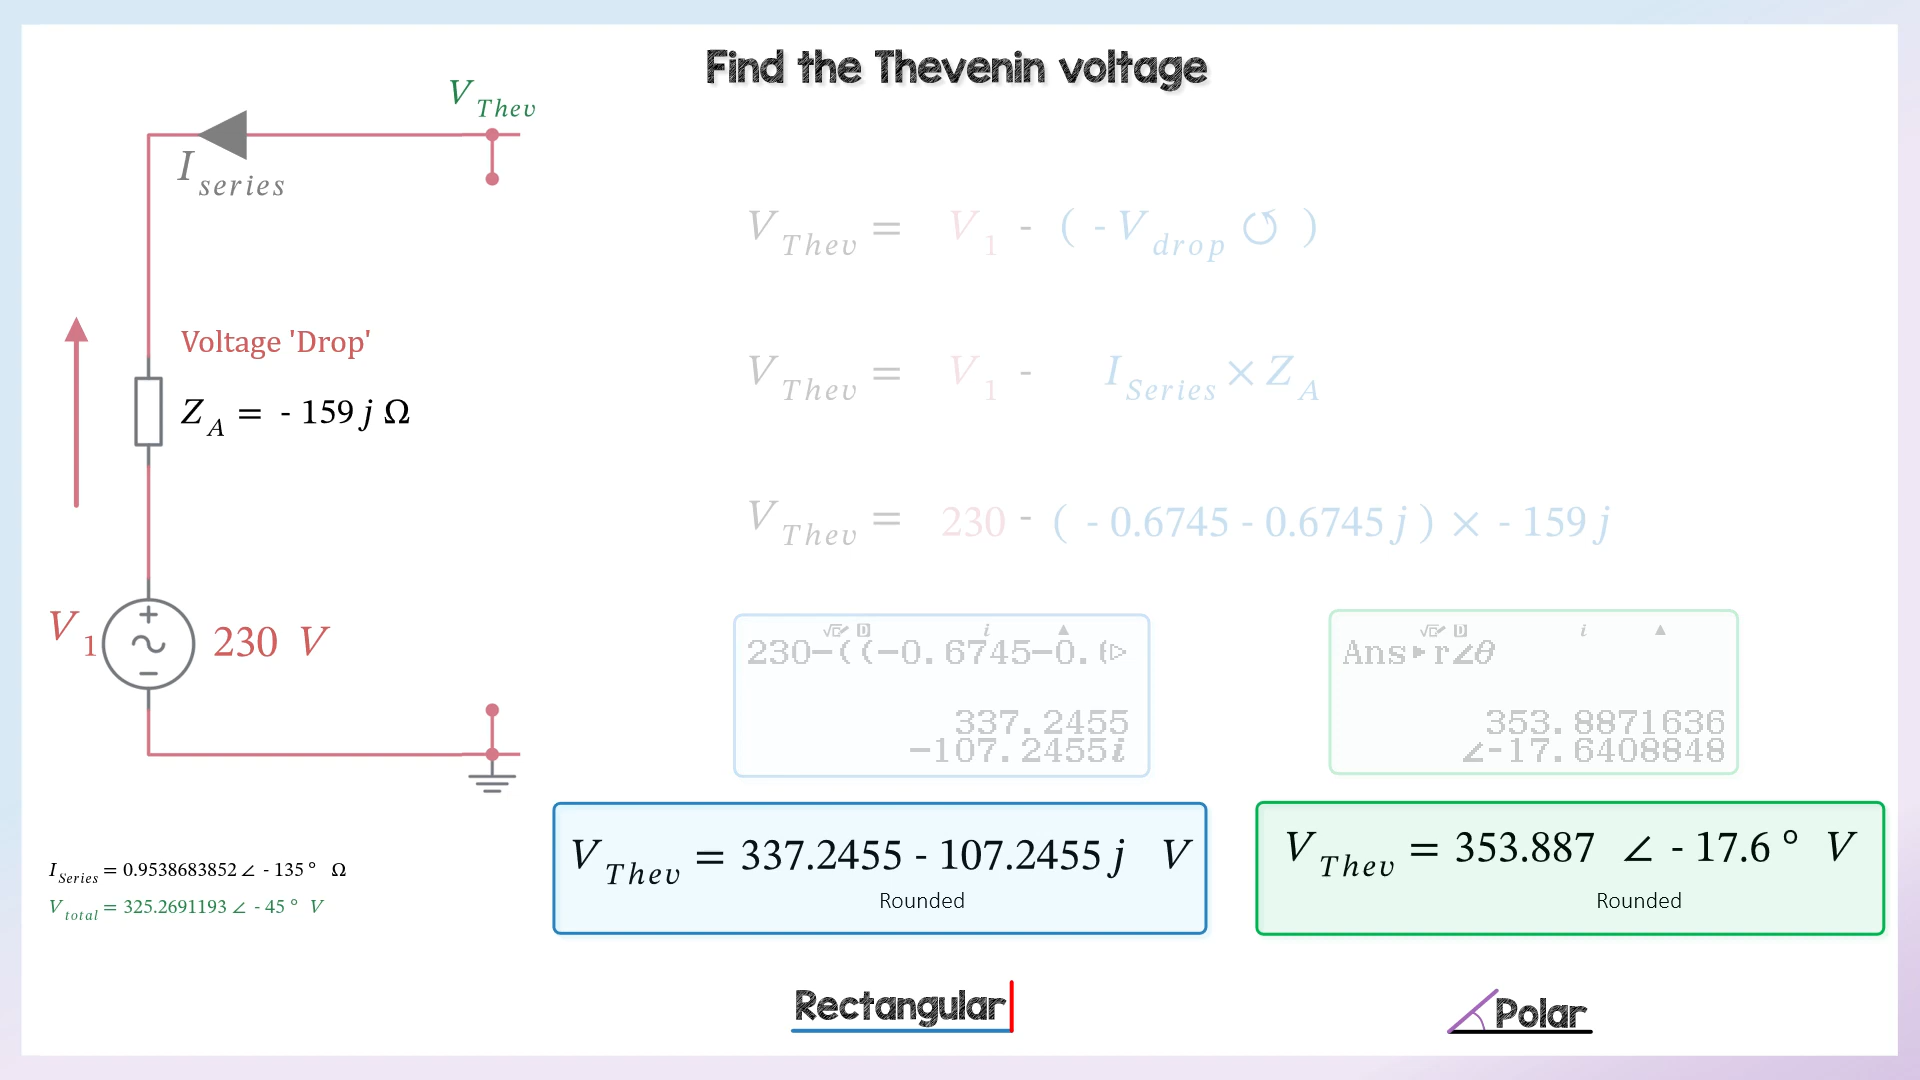 Find the Thevenin voltage
V Thev
I series
V Thev = V 1 - ( - V drop ↺ )
Voltage 'Drop'
Z A = - 159 j Ω
V Thev = V 1 - I Series × Z A
V Thev = 230 - ( - 0.6745 - 0.6745 j ) × - 159 j
V 1 230 V
230-((-0.6745-0.
337.2455
-107.2455i
Ans▸r∠θ
353.8871636
∠-17.6408848
V Thev = 337.2455 - 107.2455 j V
Rounded
V Thev = 353.887 ∠ - 17.6 ° V
Rounded
I Series = 0.9538683852 ∠ - 135 ° Ω
V total = 325.2691193 ∠ - 45 ° V
Rectangular
Polar